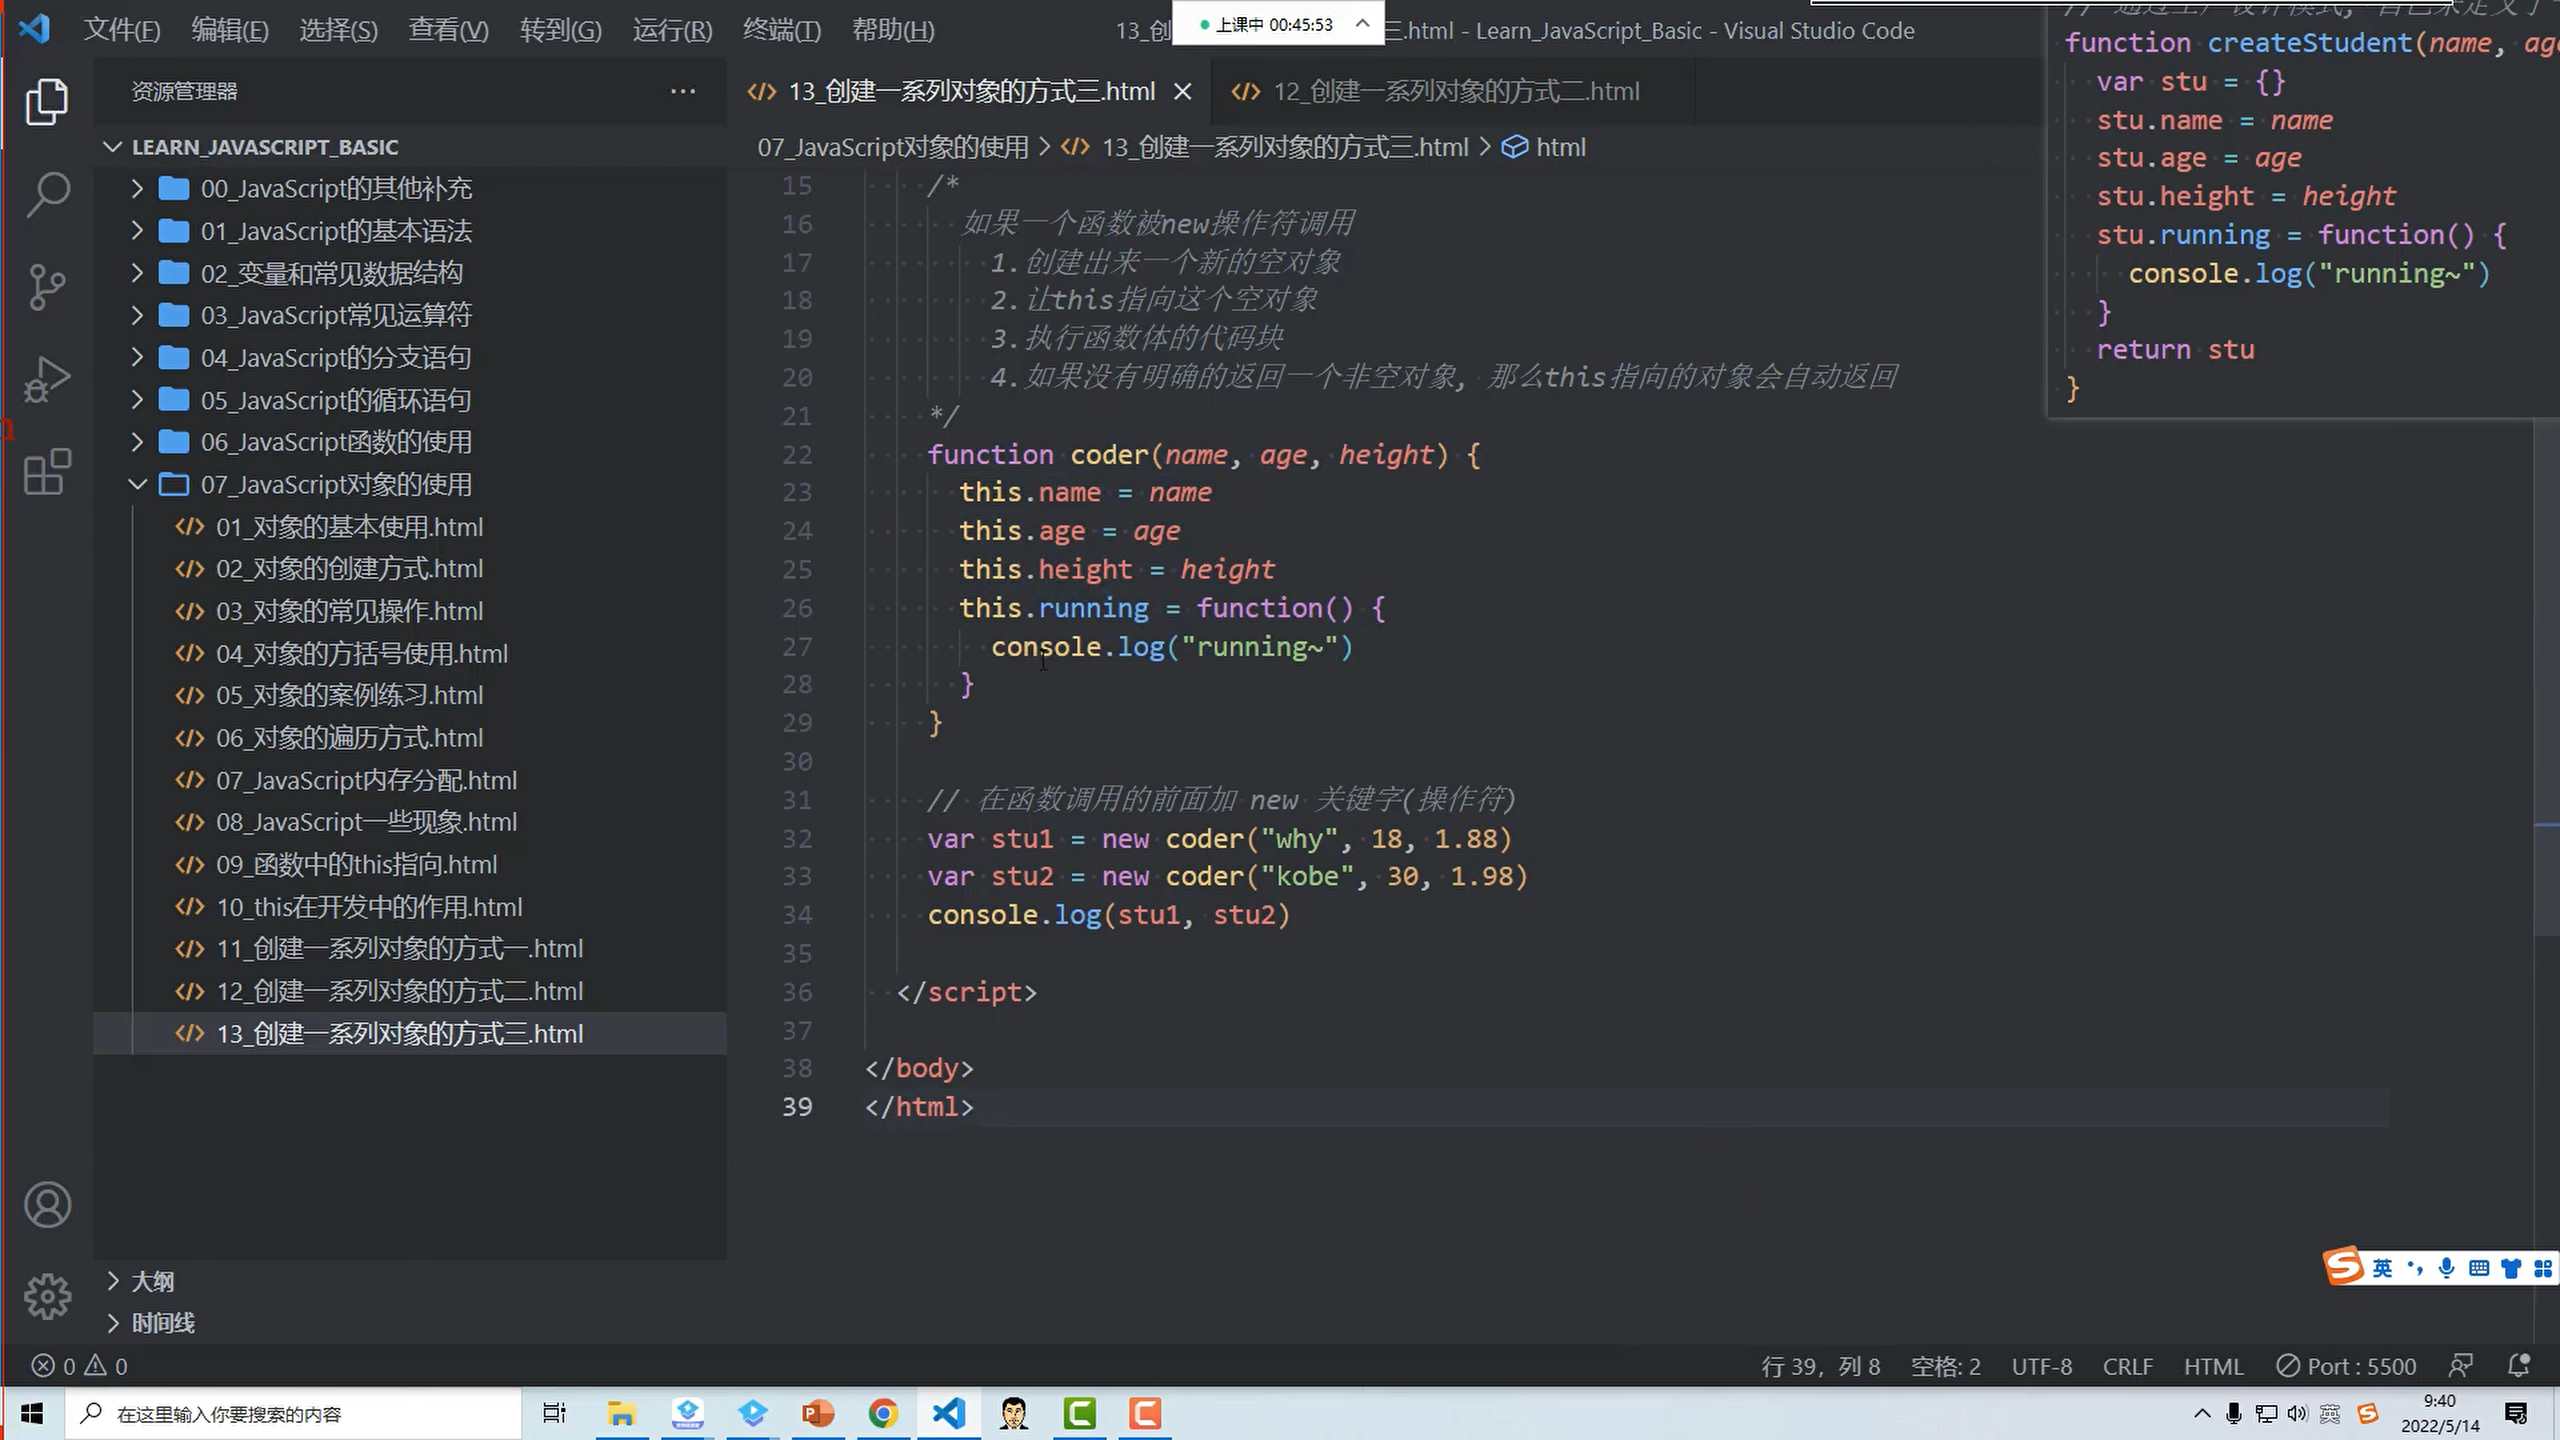 文件(F) 编辑(E) 选择(S) 查看(V) 转到(G) 运行(R) 终端(T) 帮助(H)
上课中 00:45:53
三.html - Learn_JavaScript_Basic - Visual Studio Code
资源管理器
LEARN_JAVASCRIPT_BASIC
00_JavaScript的其他补充
01_JavaScript的基本语法
02_变量和常见数据结构
03_JavaScript常见运算符
04_JavaScript的分支语句
05_JavaScript的循环语句
06_JavaScript函数的使用
07_JavaScript对象的使用
01_对象的基本使用.html
02_对象的创建方式.html
03_对象的常见操作.html
04_对象的方括号使用.html
05_对象的案例练习.html
06_对象的遍历方式.html
07_JavaScript内存分配.html
08_JavaScript一些现象.html
09_函数中的this指向.html
10_this在开发中的作用.html
11_创建一系列对象的方式一.html
12_创建一系列对象的方式二.html
13_创建一系列对象的方式三.html
大纲
时间线
13_创建一系列对象的方式三.html 12_创建一系列对象的方式二.html
07_JavaScript对象的使用 > 13_创建一系列对象的方式三.html > html
15 /*
16 如果一个函数被new操作符调用
17 1.创建出来一个新的空对象
18 2.让this指向这个空对象
19 3.执行函数体的代码块
20 4.如果没有明确的返回一个非空对象, 那么this指向的对象会自动返回
21 */
22 function coder(name, age, height) {
23 this.name = name
24 this.age = age
25 this.height = height
26 this.running = function() {
27 console.log("running~")
28 }
29 }
30
31 // 在函数调用的前面加 new 关键字(操作符)
32 var stu1 = new coder("why", 18, 1.88)
33 var stu2 = new coder("kobe", 30, 1.98)
34 console.log(stu1, stu2)
35
36 </script>
37
38 </body>
39 </html>
function createStudent(name, age
var stu = {}
stu.name = name
stu.age = age
stu.height = height
stu.running = function() {
console.log("running~")
}
return stu
}
英
0 0
行 39, 列 8 空格: 2 UTF-8 CRLF HTML Port : 5500
在这里输入你要搜索的内容
英
9:40
2022/5/14